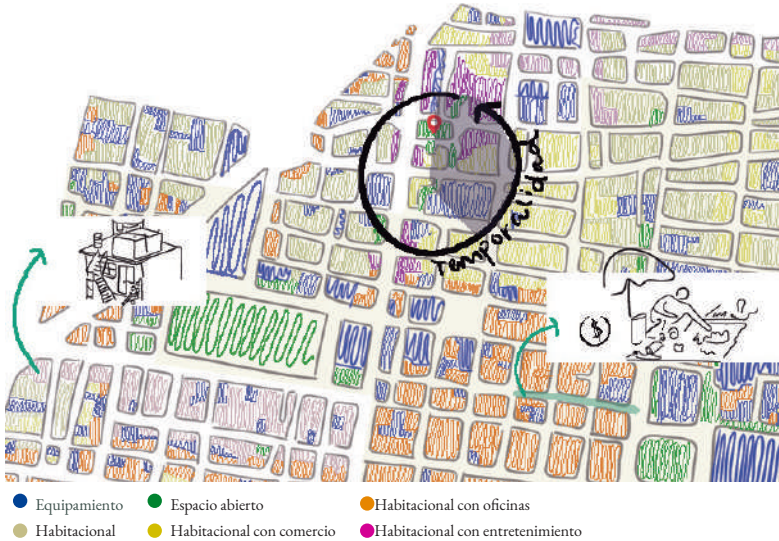 Temporalidad
$
Equipamiento
Espacio abierto
Habitacional con oficinas
Habitacional
Habitacional con comercio
Habitacional con entretenimiento